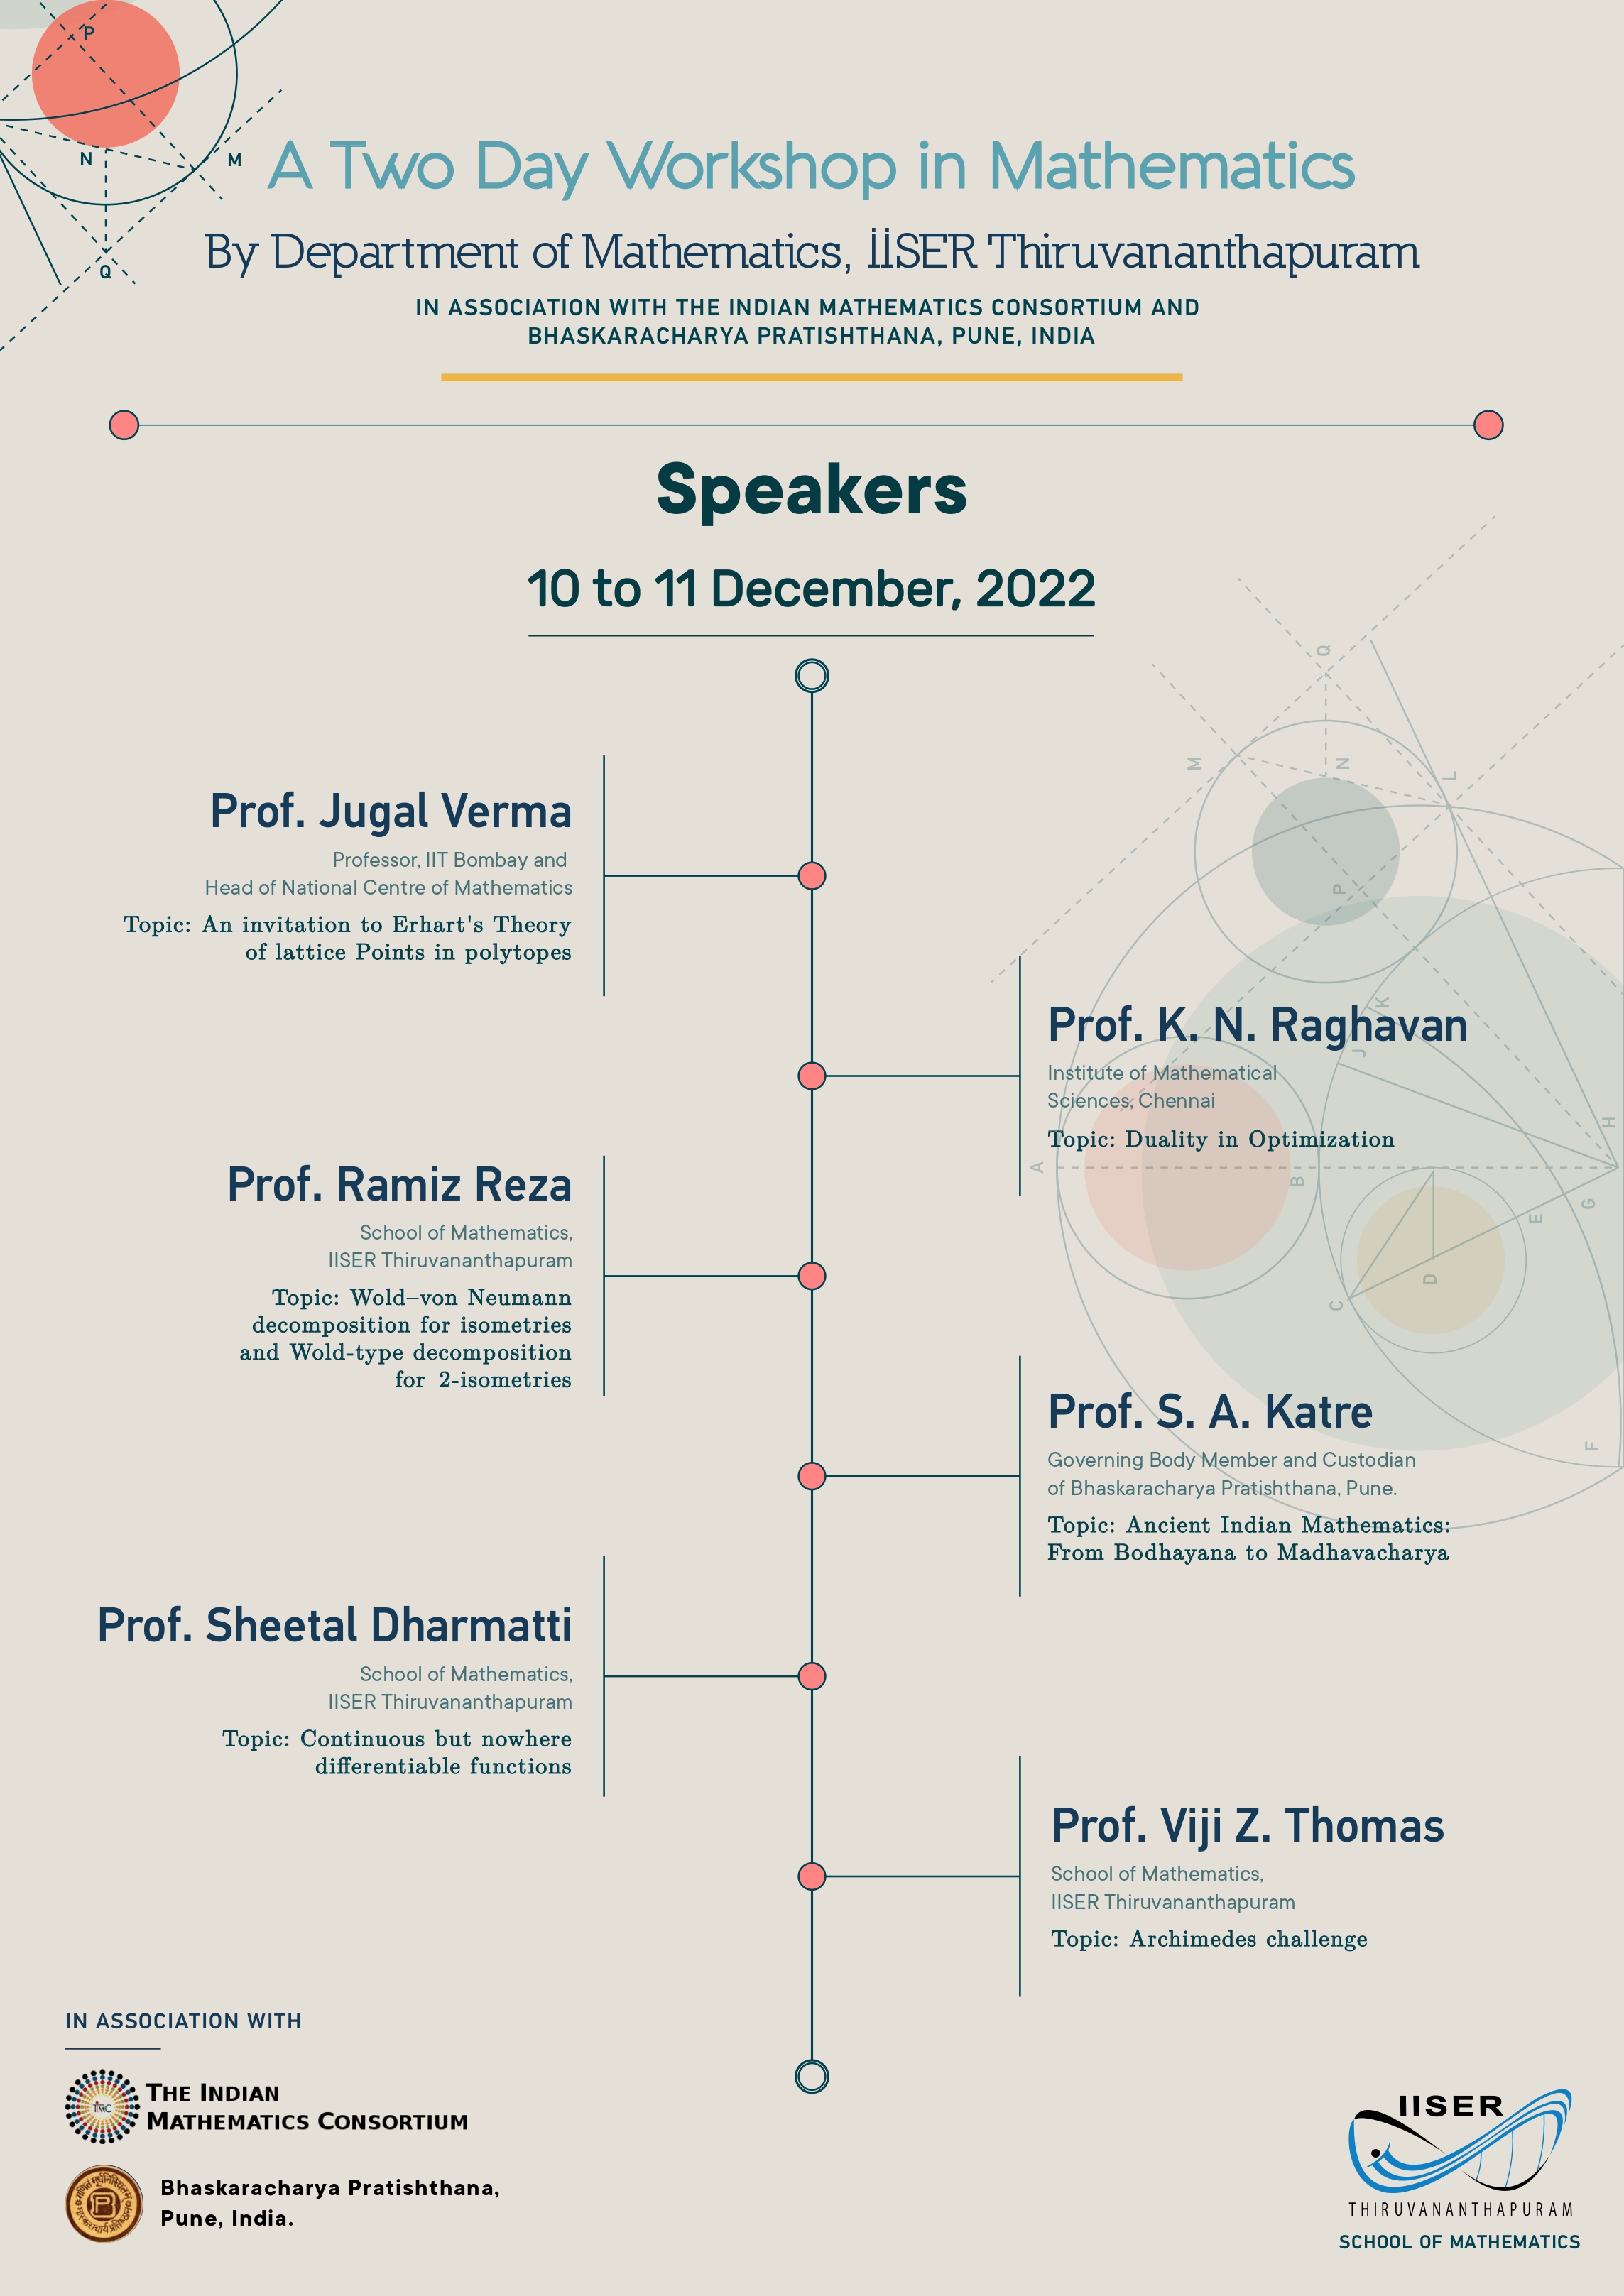 P
N
M
Q
A Two Day Workshop in Mathematics
By Department of Mathematics, IISER Thiruvananthapuram
IN ASSOCIATION WITH THE INDIAN MATHEMATICS CONSORTIUM AND
BHASKARACHARYA PRATISHTHANA, PUNE, INDIA
Speakers
10 to 11 December, 2022
Q
M
N
L
P
Prof. Jugal Verma
Professor, IIT Bombay and
Head of National Centre of Mathematics
Topic: An invitation to Erhart's Theory
of lattice Points in polytopes
K
J
H
A
B
G
E
D
C
F
Prof. K. N. Raghavan
Institute of Mathematical
Sciences, Chennai
Topic: Duality in Optimization
Prof. Ramiz Reza
School of Mathematics,
IISER Thiruvananthapuram
Topic: Wold–von Neumann
decomposition for isometries
and Wold-type decomposition
for 2-isometries
Prof. S. A. Katre
Governing Body Member and Custodian
of Bhaskaracharya Pratishthana, Pune.
Topic: Ancient Indian Mathematics:
From Bodhayana to Madhavacharya
Prof. Sheetal Dharmatti
School of Mathematics,
IISER Thiruvananthapuram
Topic: Continuous but nowhere
differentiable functions
Prof. Viji Z. Thomas
School of Mathematics,
IISER Thiruvananthapuram
Topic: Archimedes challenge
IN ASSOCIATION WITH
TIMC
THE INDIAN
MATHEMATICS CONSORTIUM
Bhaskaracharya Pratishthana,
Pune, India.
IISER
THIRUVANANTHAPURAM
SCHOOL OF MATHEMATICS